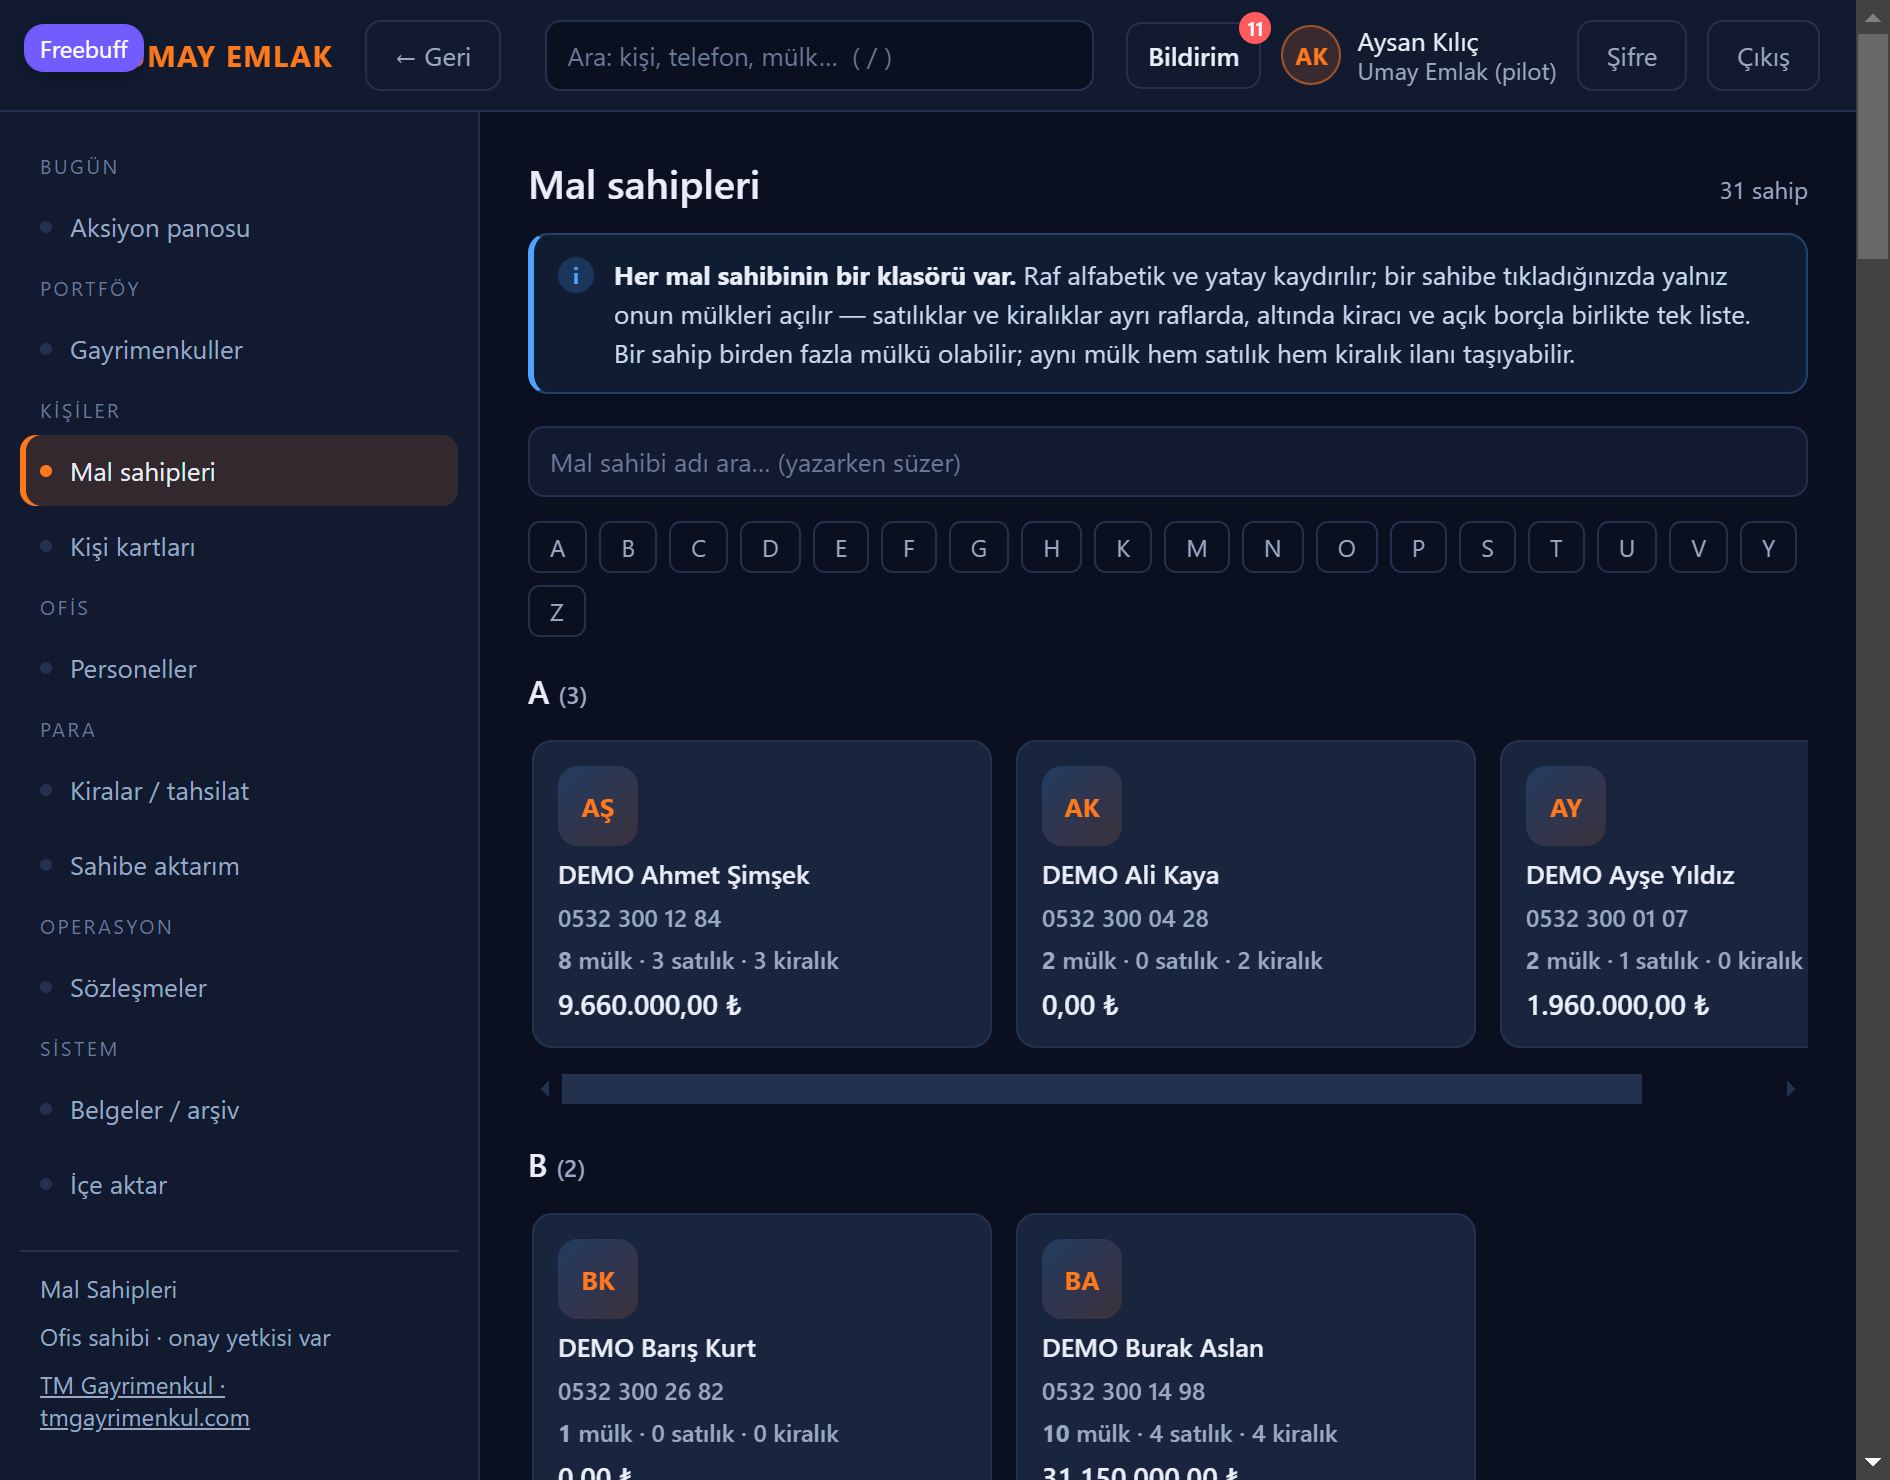 Freebuff
MAY EMLAK
← Geri
Ara: kişi, telefon, mülk... ( / )
Bildirim
11
AK
Aysan Kılıç
Umay Emlak (pilot)
Şifre
Çıkış
BUGÜN
Aksiyon panosu
PORTFÖY
Gayrimenkuller
KİŞİLER
Mal sahipleri
Kişi kartları
OFİS
Personeller
PARA
Kiralar / tahsilat
Sahibe aktarım
OPERASYON
Sözleşmeler
SİSTEM
Belgeler / arşiv
İçe aktar
Mal Sahipleri
Ofis sahibi · onay yetkisi var
TM Gayrimenkul ·
tmgayrimenkul.com
Mal sahipleri
31 sahip
i
Her mal sahibinin bir klasörü var. Raf alfabetik ve yatay kaydırılır; bir sahibe tıkladığınızda yalnız
onun mülkleri açılır — satılıklar ve kiralıklar ayrı raflarda, altında kiracı ve açık borçla birlikte tek liste.
Bir sahip birden fazla mülkü olabilir; aynı mülk hem satılık hem kiralık ilanı taşıyabilir.
Mal sahibi adı ara... (yazarken süzer)
A B C D E F G H K M N O P S T U V Y
Z
A (3)
AŞ
DEMO Ahmet Şimşek
0532 300 12 84
8 mülk · 3 satılık · 3 kiralık
9.660.000,00 ₺
AK
DEMO Ali Kaya
0532 300 04 28
2 mülk · 0 satılık · 2 kiralık
0,00 ₺
AY
DEMO Ayşe Yıldız
0532 300 01 07
2 mülk · 1 satılık · 0 kiralık
1.960.000,00 ₺
B (2)
BK
DEMO Barış Kurt
0532 300 26 82
1 mülk · 0 satılık · 0 kiralık
0,00 ₺
BA
DEMO Burak Aslan
0532 300 14 98
10 mülk · 4 satılık · 4 kiralık
31.150.000,00 ₺